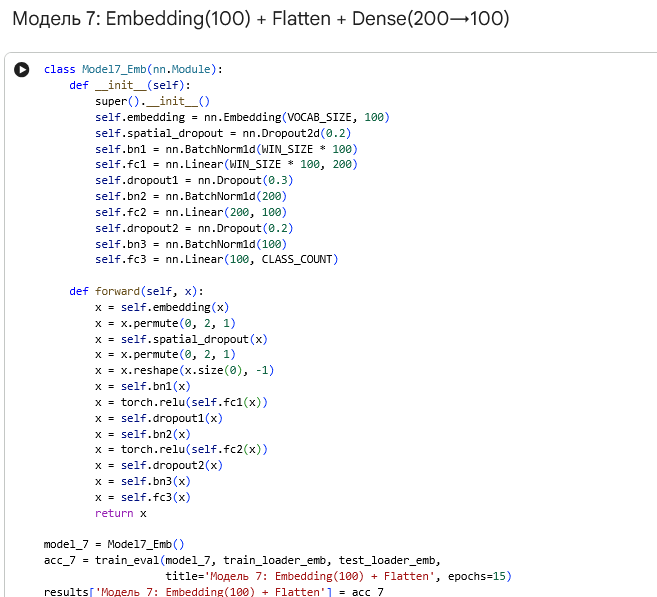 Модель 7: Embedding(100) + Flatten + Dense(200→100)
class Model7_Emb(nn.Module):
    def __init__(self):
        super().__init__()
        self.embedding = nn.Embedding(VOCAB_SIZE, 100)
        self.spatial_dropout = nn.Dropout2d(0.2)
        self.bn1 = nn.BatchNorm1d(WIN_SIZE * 100)
        self.fc1 = nn.Linear(WIN_SIZE * 100, 200)
        self.dropout1 = nn.Dropout(0.3)
        self.bn2 = nn.BatchNorm1d(200)
        self.fc2 = nn.Linear(200, 100)
        self.dropout2 = nn.Dropout(0.2)
        self.bn3 = nn.BatchNorm1d(100)
        self.fc3 = nn.Linear(100, CLASS_COUNT)
    def forward(self, x):
        x = self.embedding(x)
        x = x.permute(0, 2, 1)
        x = self.spatial_dropout(x)
        x = x.permute(0, 2, 1)
        x = x.reshape(x.size(0), -1)
        x = self.bn1(x)
        x = torch.relu(self.fc1(x))
        x = self.dropout1(x)
        x = self.bn2(x)
        x = torch.relu(self.fc2(x))
        x = self.dropout2(x)
        x = self.bn3(x)
        x = self.fc3(x)
        return x
model_7 = Model7_Emb()
acc_7 = train_eval(model_7, train_loader_emb, test_loader_emb,
                   title='Модель 7: Embedding(100) + Flatten', epochs=15)
results['Модель 7: Embedding(100) + Flatten'] = acc_7